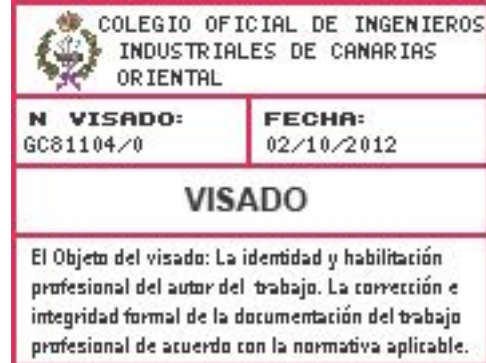 COLEGIO OFICIAL DE INGENIEROS
INDUSTRIALES DE CANARIAS
ORIENTAL
N VISADO:
GC81104/0
FECHA:
02/10/2012
VISADO
El Objeto del visado: La identidad y habilitación
profesional del autor del trabajo. La corrección e
integridad formal de la documentación del trabajo
profesional de acuerdo con la normativa aplicable.